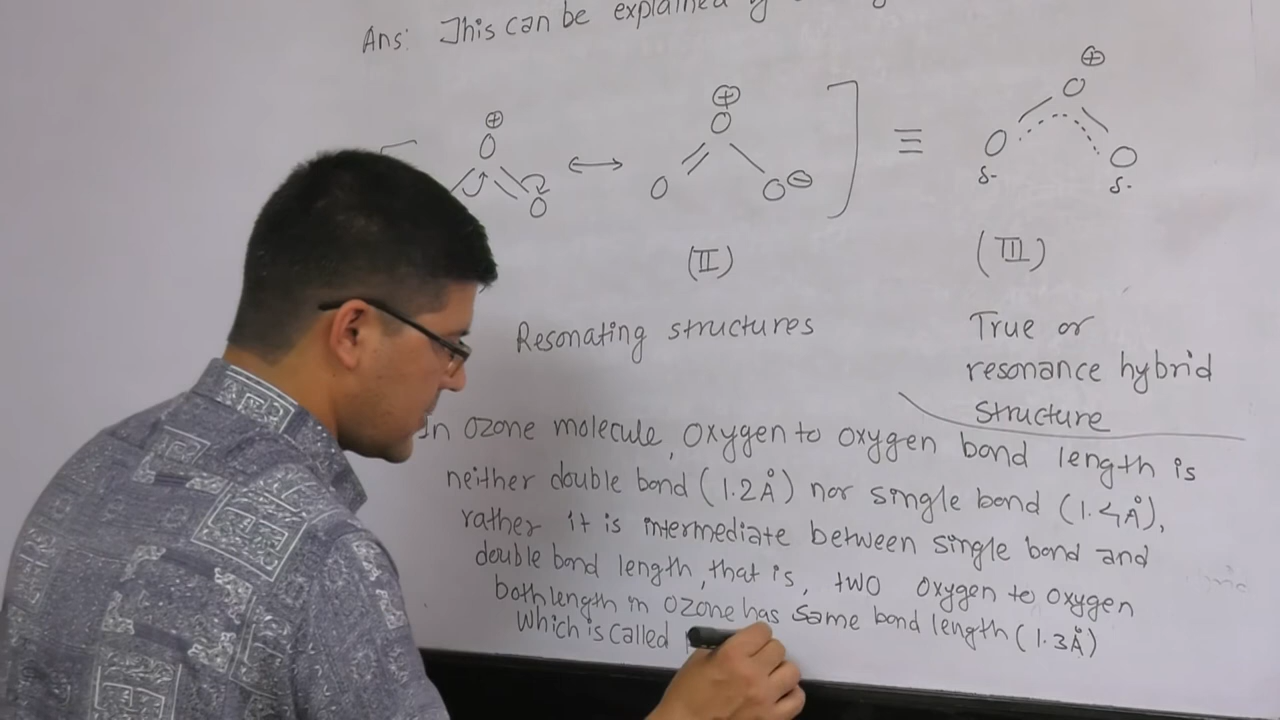 Ans: This can be explained
⊕ ⊕ ⊕
O ↔ O ≡ O
O O O⊖ O O
δ- δ-
(II) (III)
Resonating structures
True or
resonance hybrid
structure
In ozone molecule, oxygen to oxygen bond length is
neither double bond (1.2Å) nor single bond (1.4Å),
rather it is intermediate between single bond and
double bond length, that is, two oxygen to oxygen
both length in ozone has same bond length (1.3Å)
which is called